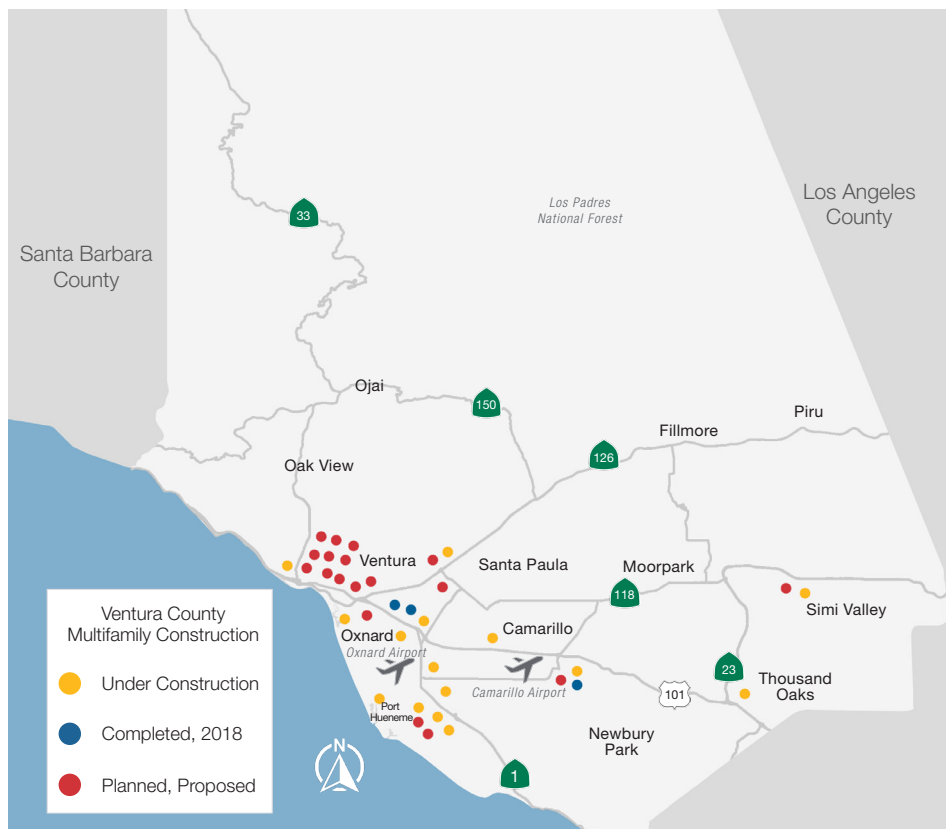 Los Angeles
County
Los Padres
National Forest
33
Santa Barbara
County
Ojai
150
Piru
Fillmore
126
Oak View
Ventura
Santa Paula
Moorpark
118
Simi Valley
Ventura County
Multifamily Construction
Under Construction
Completed, 2018
Planned, Proposed
Oxnard
Oxnard Airport
Camarillo
Camarillo Airport
23
Thousand
Oaks
101
Port
Hueneme
Newbury
Park
N
1